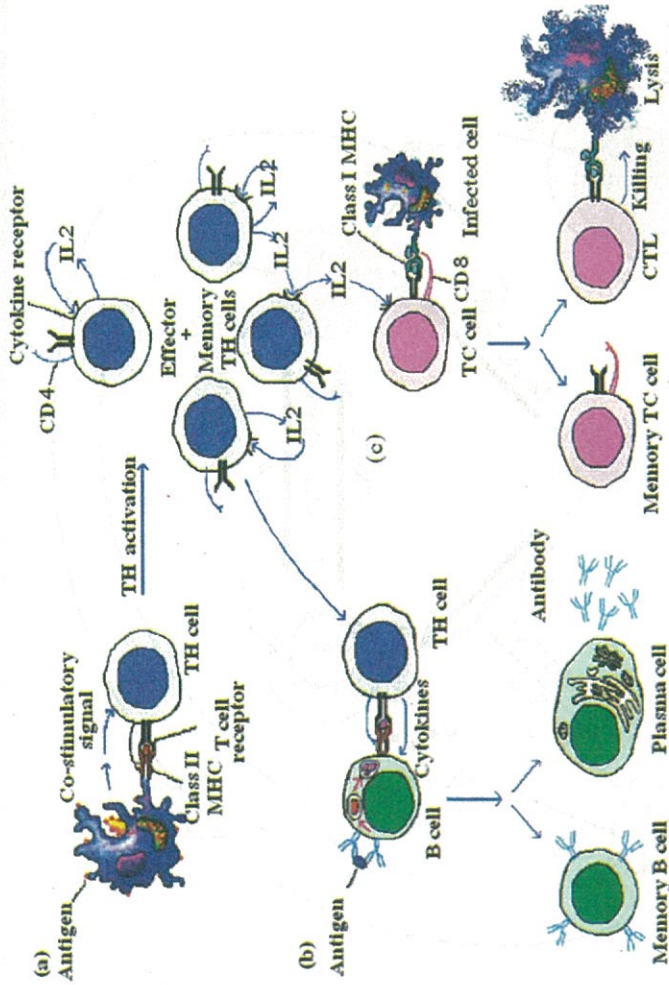 (a)
Antigen
Co-stimulatory
signal
Class II
MHC
T cell
receptor
TH cell
TH activation
CD4
Cytokine receptor
IL2
Effector
+
Memory
TH cells
IL2
IL2
IL2
IL2
(b)
Antigen
B cell
Cytokines
TH cell
Memory B cell
Plasma cell
Antibody
(c)
TC cell
CD8
Class I MHC
Infected cell
Memory TC cell
CTL
Killing
Lysis